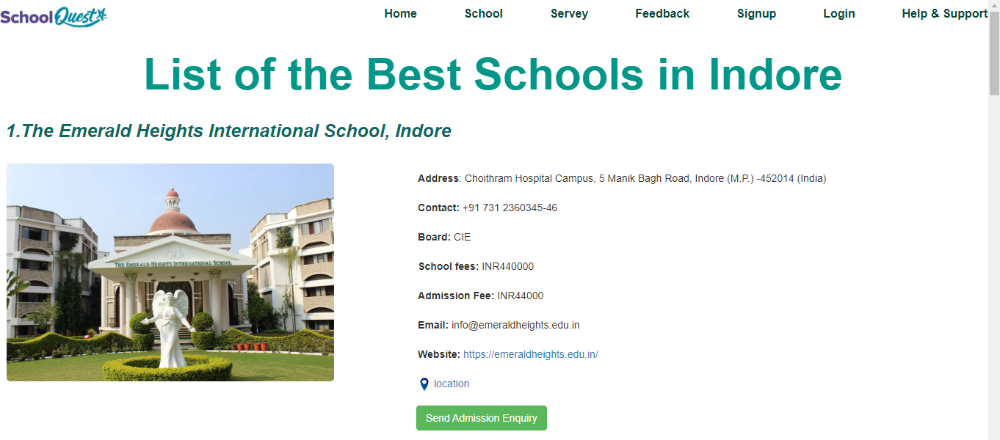 School Quest
Home School Servey Feedback Signup Login Help & Support
List of the Best Schools in Indore
1.The Emerald Heights International School, Indore
THE EMERALD HEIGHTS INTERNATIONAL SCHOOL
Address: Choithram Hospital Campus, 5 Manik Bagh Road, Indore (M.P.) -452014 (India)
Contact: +91 731 2360345-46
Board: CIE
School fees: INR440000
Admission Fee: INR44000
Email: info@emeraldheights.edu.in
Website: https://emeraldheights.edu.in/
location
Send Admission Enquiry